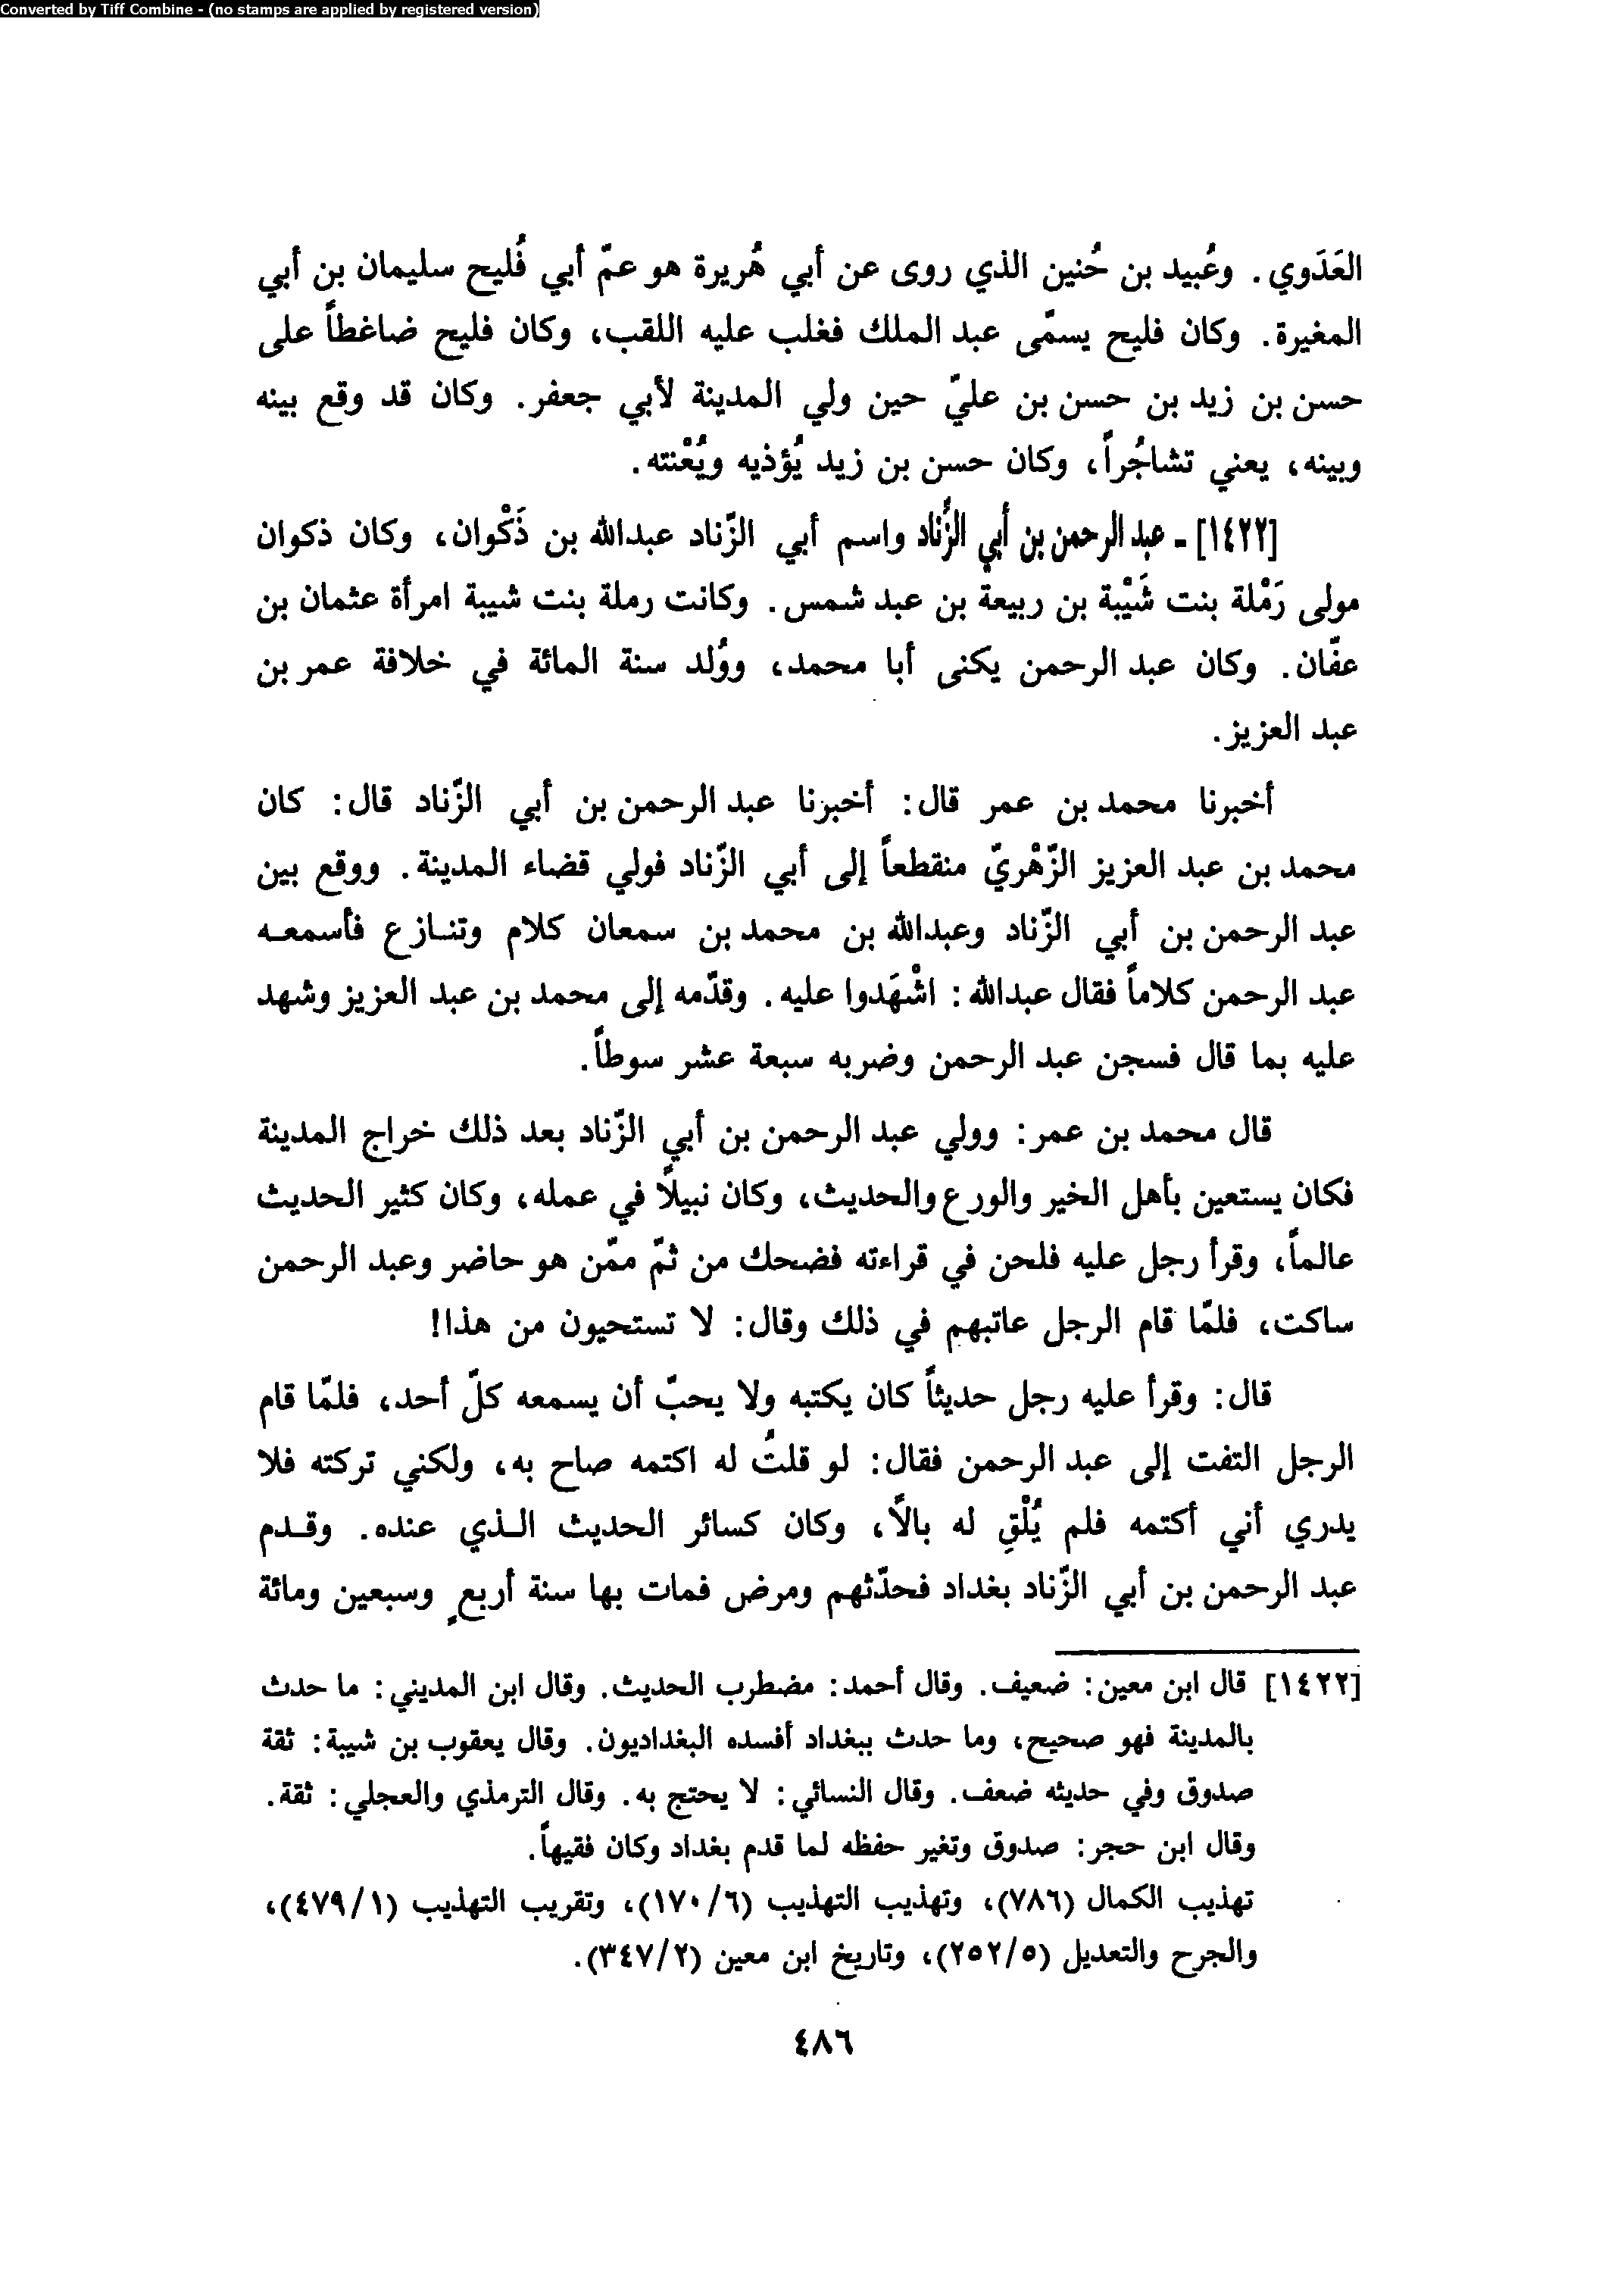 Converted by Tiff Combine - (no stamps are applied by registered version)
العَدَوي. وعُبيد بن حُنين الذي روى عن أبي هُريرة هو عمّ أبي فُليح سليمان بن أبي
المغيرة. وكان فليح يسمّى عبد الملك فغلب عليه اللقب، وكان فليح ضاغطاً على
حسن بن زيد بن حسن بن عليّ حين ولي المدينة لأبي جعفر. وكان قد وقع بينه
وبينه، يعني تشاجُراً، وكان حسن بن زيد يُؤذيه ويُعْنته.
[١٤٢٢] - عبد الرحمن بن أبي الزّناد واسم أبي الزّناد عبدالله بن ذَكْوان، وكان ذكوان
مولى رَمْلة بنت شَيْبة بن ربيعة بن عبد شمس. وكانت رملة بنت شيبة امرأة عثمان بن
عفّان. وكان عبد الرحمن يكنى أبا محمد، ووُلد سنة المائة في خلافة عمر بن
عبد العزيز.
أخبرنا محمد بن عمر قال: أخبرنا عبد الرحمن بن أبي الزّناد قال: كان
محمد بن عبد العزيز الزّهْريّ منقطعاً إلى أبي الزّناد فولي قضاء المدينة. ووقع بين
عبد الرحمن بن أبي الزّناد وعبدالله بن محمد بن سمعان كلام وتنـازع فأسمعـه
عبد الرحمن كلاماً فقال عبدالله: اشْهَدوا عليه. وقدّمه إلى محمد بن عبد العزيز وشهد
عليه بما قال فسجن عبد الرحمن وضربه سبعة عشر سوطاً.
قال محمد بن عمر: وولي عبد الرحمن بن أبي الزّناد بعد ذلك خراج المدينة
فكان يستعين بأهل الخير والورع والحديث، وكان نبيلاً في عمله، وكان كثير الحديث
عالماً، وقرأ رجل عليه فلحن في قراءته فضحك من ثمّ ممّن هو حاضر وعبد الرحمن
ساكت، فلمّا قام الرجل عاتبهم في ذلك وقال: لا تستحيون من هذا!
قال: وقرأ عليه رجل حديثاً كان يكتبه ولا يحبّ أن يسمعه كلّ أحد، فلمّا قام
الرجل التفت إلى عبد الرحمن فقال: لو قلتُ له اكتمه صاح به، ولكني تركته فلا
يدري أني أكتمه فلم يُلْقِ له بالاً، وكان كسائر الحديث الـذي عنده. وقـدم
عبد الرحمن بن أبي الزّناد بغداد فحدّثهم ومرض فمات بها سنة أربعٍ وسبعين ومائة
[١٤٢٢] قال ابن معين: ضعيف. وقال أحمد: مضطرب الحديث. وقال ابن المديني: ما حدث
بالمدينة فهو صحيح، وما حدث ببغداد أفسده البغداديون. وقال يعقوب بن شيبة: ثقة
صدوق وفي حديثه ضعف. وقال النسائي: لا يحتج به. وقال الترمذي والعجلي: ثقة.
وقال ابن حجر: صدوق وتغير حفظه لما قدم بغداد وكان فقيهاً.
تهذيب الكمال (٧٨٦)، وتهذيب التهذيب (١٧٠/٦)، وتقريب التهذيب (٤٧٩/١)،
والجرح والتعديل (٢٥٢/٥)، وتاريخ ابن معين (٣٤٧/٢).
٤٨٦